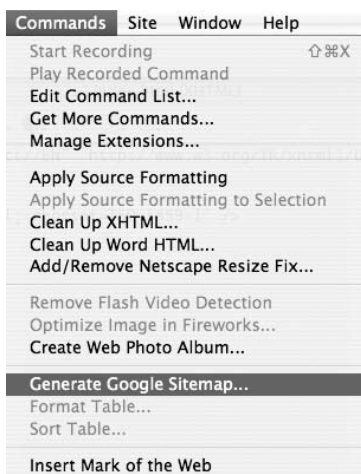 Commands Site Window Help
Start Recording ⇧⌘X
Play Recorded Command
Edit Command List...
Get More Commands...
Manage Extensions...
Apply Source Formatting
Apply Source Formatting to Selection
Clean Up XHTML...
Clean Up Word HTML...
Add/Remove Netscape Resize Fix...
Remove Flash Video Detection
Optimize Image in Fireworks...
Create Web Photo Album...
Generate Google Sitemap...
Format Table...
Sort Table...
Insert Mark of the Web